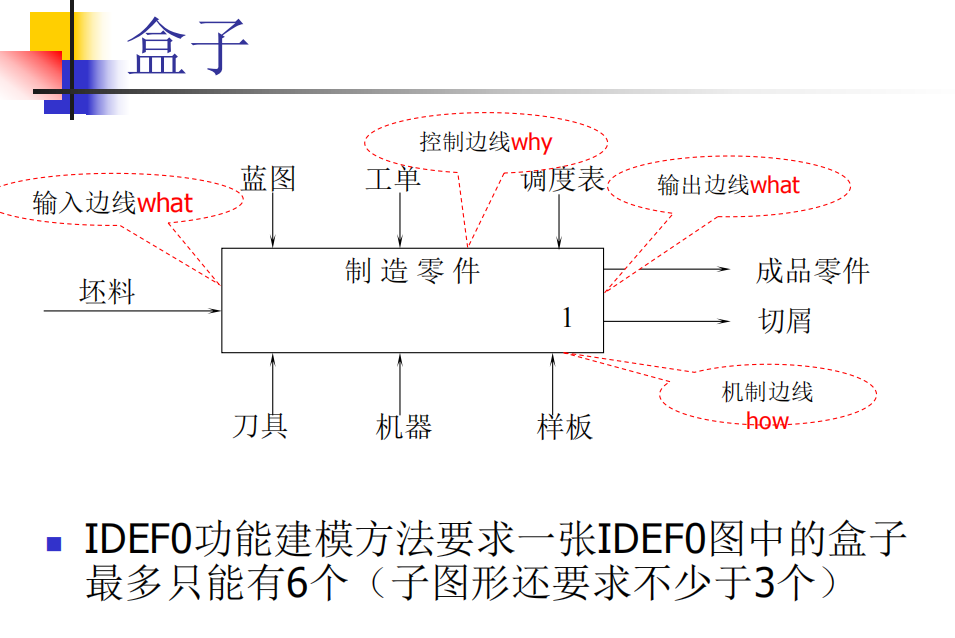 盒子
控制边线why
蓝图
工单
调度表
输出边线what
输入边线what
制造零件
成品零件
坯料
1
切屑
机制边线
how
刀具
机器
样板
IDEF0功能建模方法要求一张IDEF0图中的盒子
最多只能有6个（子图形还要求不少于3个）